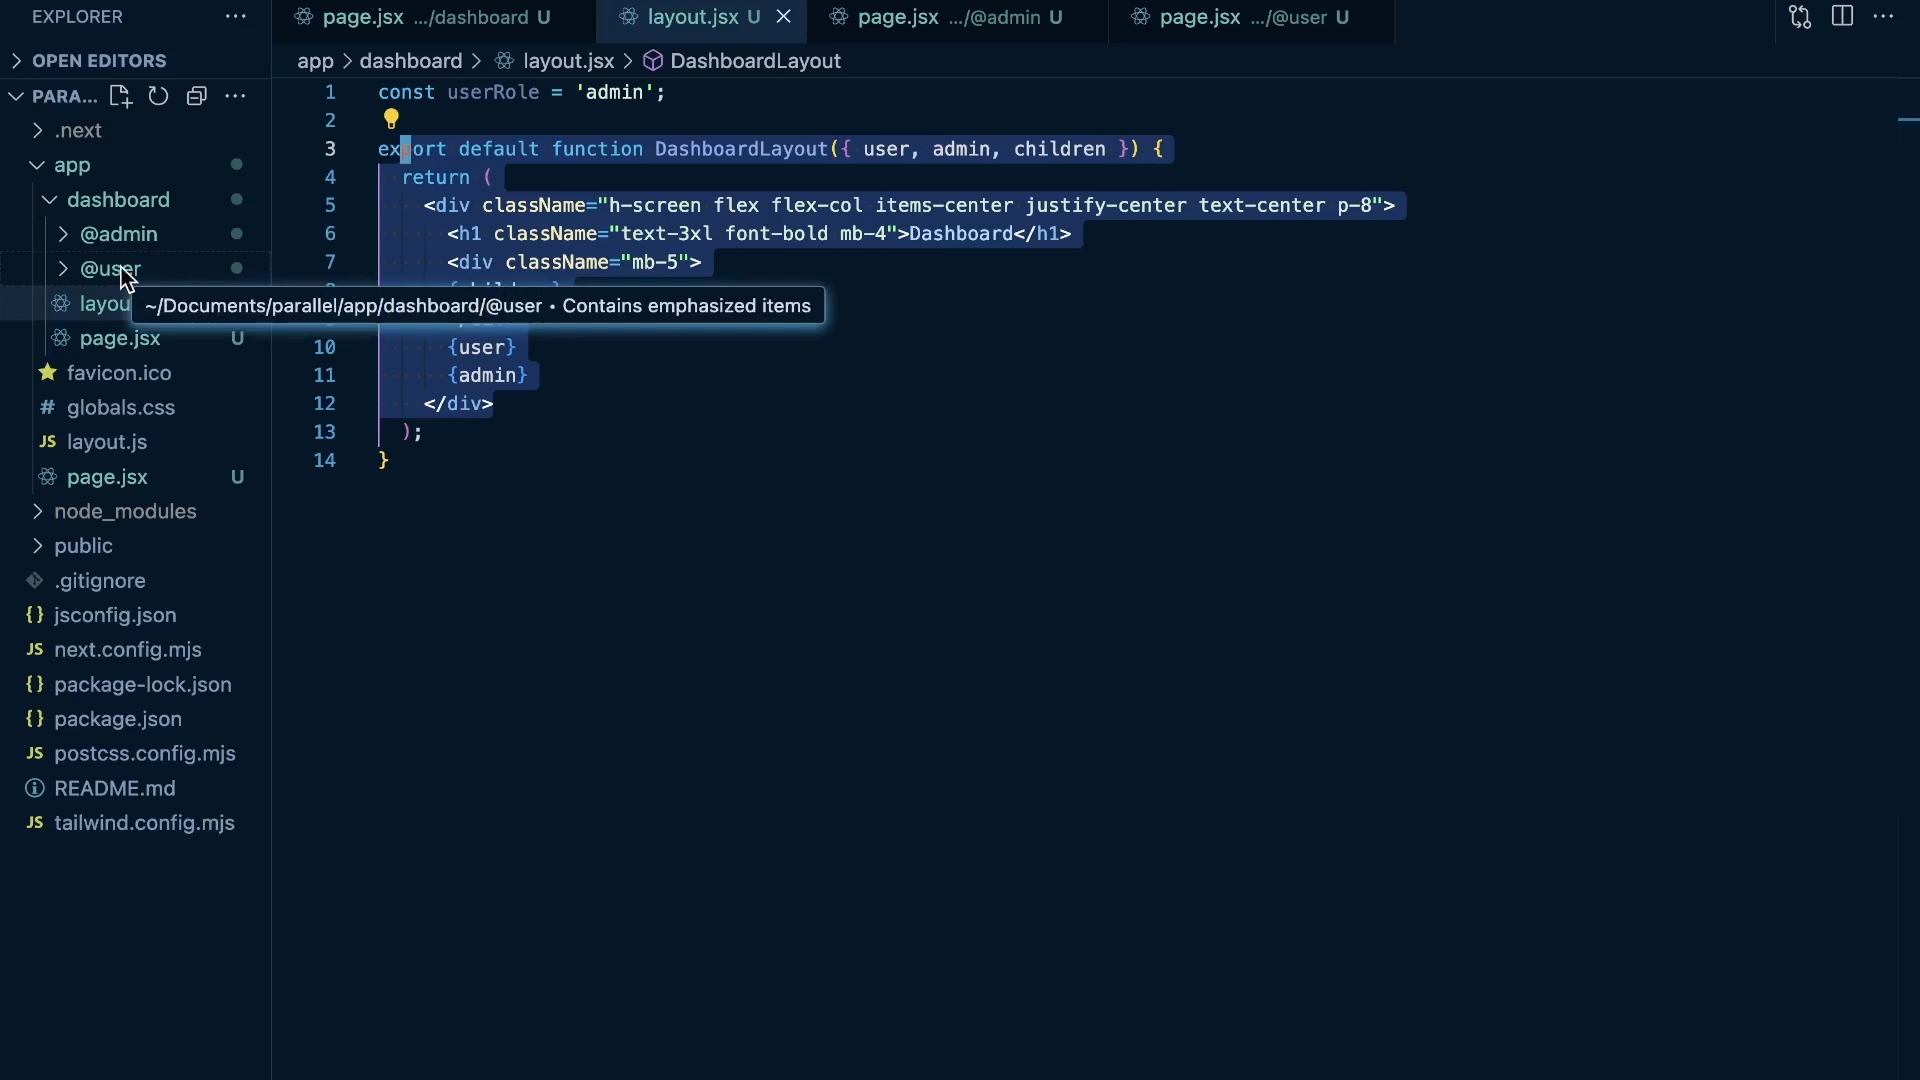 EXPLORER
OPEN EDITORS
PARA...
.next
app
dashboard
@admin
@user
layou
page.jsx U
favicon.ico
# globals.css
JS layout.js
page.jsx U
node_modules
public
.gitignore
{} jsconfig.json
JS next.config.mjs
{} package-lock.json
{} package.json
JS postcss.config.mjs
README.md
JS tailwind.config.mjs
page.jsx .../dashboard U
layout.jsx U
page.jsx .../@admin U
page.jsx .../@user U
app > dashboard > layout.jsx > DashboardLayout
1 const userRole = 'admin';
2
3 export default function DashboardLayout({ user, admin, children }) {
4 return (
5 <div className="h-screen flex flex-col items-center justify-center text-center p-8">
6 <h1 className="text-3xl font-bold mb-4">Dashboard</h1>
7 <div className="mb-5">
~/Documents/parallel/app/dashboard/@user • Contains emphasized items
10 {user}
11 {admin}
12 </div>
13 );
14 }